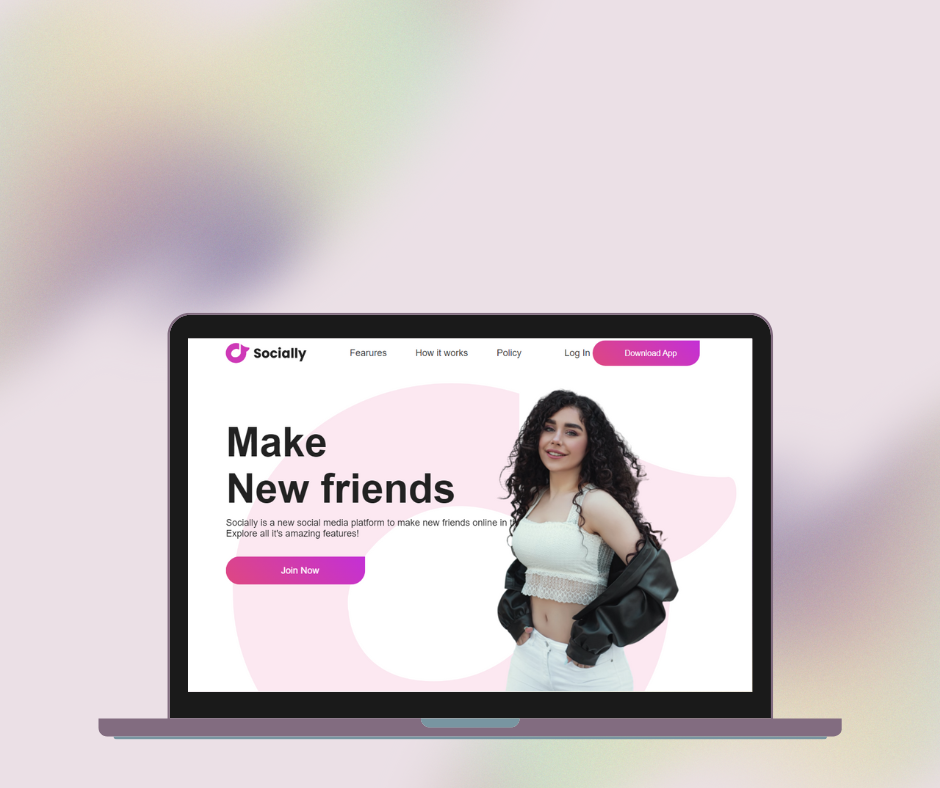 Socially
Fearures
How it works
Policy
Log In
Download App
Make
New friends
Socially is a new social media platform to make new friends online in
Explore all it's amazing features!
Join Now